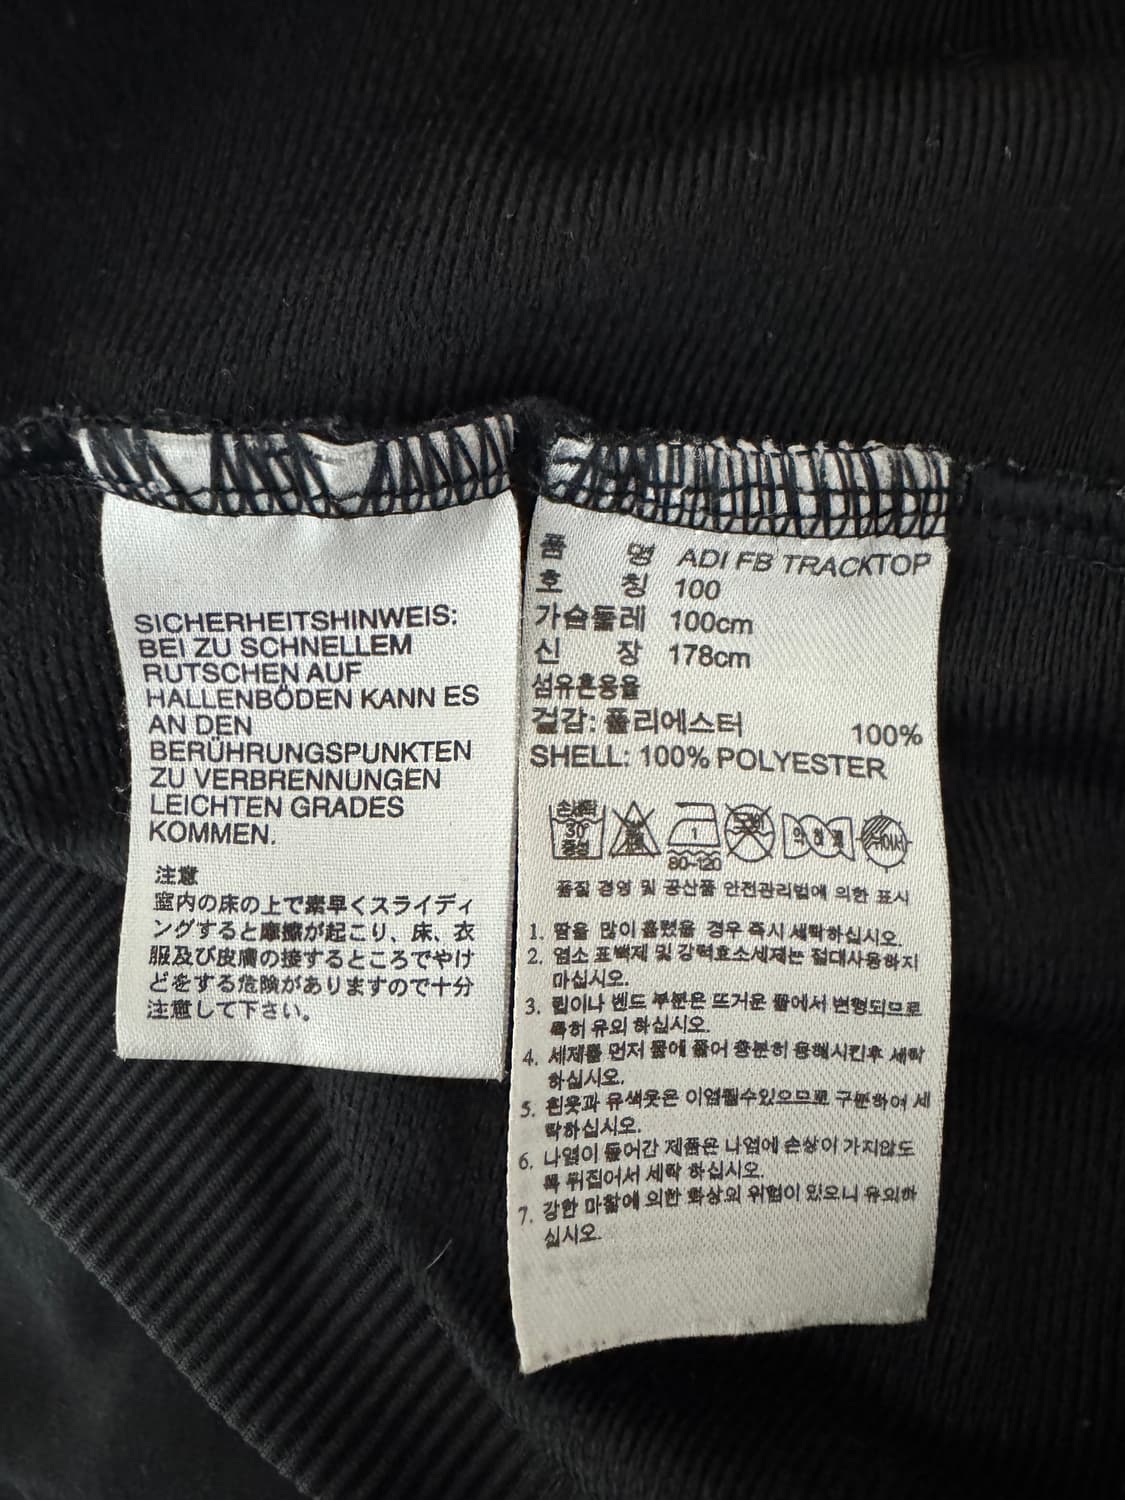 SICHERHEITSHINWEIS:
BEI ZU SCHNELLEM
RUTSCHEN AUF
HALLENBÖDEN KANN ES
AN DEN
BERÜHRUNGSPUNKTEN
ZU VERBRENNUNGEN
LEICHTEN GRADES
KOMMEN.
注意
室内の床の上で素早くスライディ
ングすると摩擦が起こり、床、衣
服及び皮膚の接するところでやけ
どをする危険がありますので十分
注意して下さい。
품 명 ADI FB TRACKTOP
호 칭 100
가슴둘레 100cm
신 장 178cm
섬유혼용율
겉감: 폴리에스터 100%
SHELL: 100% POLYESTER
손세탁
30°
중성
80~120
품질 경영 및 공산품 안전관리법에 의한 표시
1. 땀을 많이 흘렸을 경우 즉시 세탁하십시오.
2. 염소 표백제 및 강력효소세제는 절대사용하지
마십시오.
3. 립이나 밴드 부분은 뜨거운 물에서 변형되므로
특히 유의 하십시오.
4. 세제를 먼저 물에 풀어 충분히 용해시킨후 세탁
하십시오.
5. 흰옷과 유색옷은 이염될수있으므로 구분하여 세
탁하십시오.
6. 나염이 들어간 제품은 나염에 손상이 가지않도
록 뒤집어서 세탁 하십시오.
7. 강한 마찰에 의한 화상의 위험이 있으니 유의하
십시오.